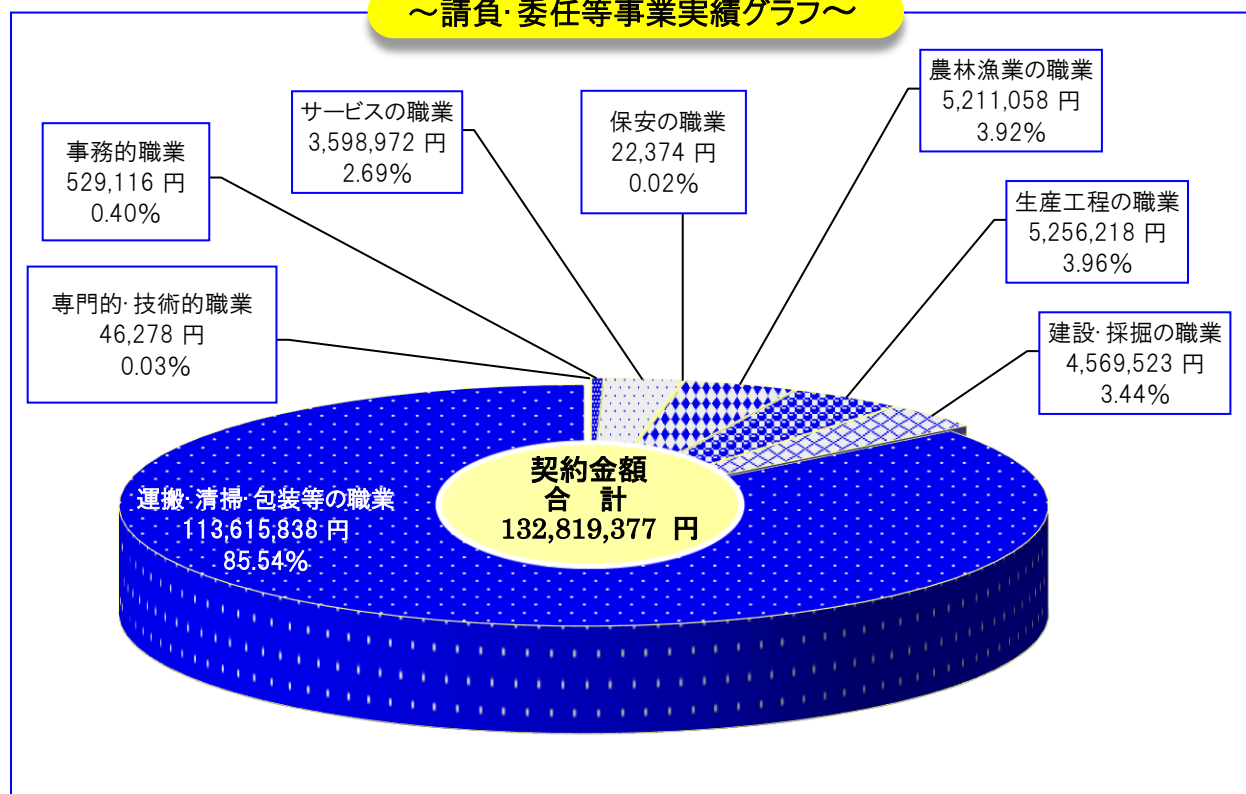 ～請負・委任等事業実績グラフ～
農林漁業の職業
5,211,058 円
3.92%
サービスの職業
3,598,972 円
2.69%
保安の職業
22,374 円
0.02%
事務的職業
529,116 円
0.40%
生産工程の職業
5,256,218 円
3.96%
専門的・技術的職業
46,278 円
0.03%
建設・採掘の職業
4,569,523 円
3.44%
契約金額
合　計
132,819,377 円
運搬・清掃・包装等の職業
113,615,838 円
85.54%